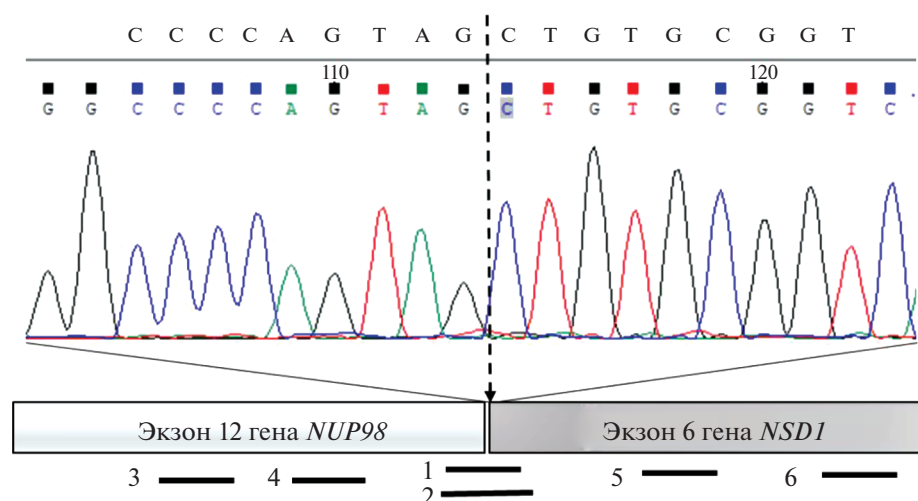 C C C C A G T A G C T G T G C G G T
110 120
G G C C C C A G T A G C T G T G C G G T C
Экзон 12 гена NUP98 Экзон 6 гена NSD1
3 4 1 5 6
2